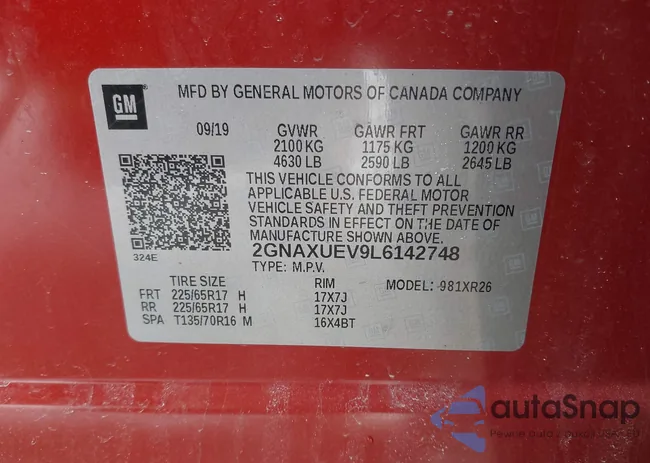 GM
MFD BY GENERAL MOTORS OF CANADA COMPANY
09/19 GVWR GAWR FRT GAWR RR
2100 KG 1175 KG 1200 KG
4630 LB 2590 LB 2645 LB
THIS VEHICLE CONFORMS TO ALL
APPLICABLE U.S. FEDERAL MOTOR
VEHICLE SAFETY AND THEFT PREVENTION
STANDARDS IN EFFECT ON THE DATE OF
MANUFACTURE SHOWN ABOVE.
324E 2GNAXUEV9L6142748
TYPE: M.P.V.
TIRE SIZE RIM MODEL: 981XR26
FRT 225/65R17 H 17X7J
RR 225/65R17 H 17X7J
SPA T135/70R16 M 16X4BT
autaSnap